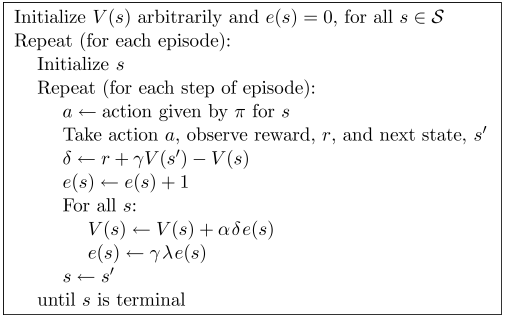 Initialize V(s) arbitrarily and e(s) = 0, for all s ∈ 𝒮
Repeat (for each episode):
Initialize s
Repeat (for each step of episode):
a ← action given by π for s
Take action a, observe reward, r, and next state, s′
δ ← r + γV(s′) − V(s)
e(s) ← e(s) + 1
For all s:
V(s) ← V(s) + αδe(s)
e(s) ← γλe(s)
s ← s′
until s is terminal